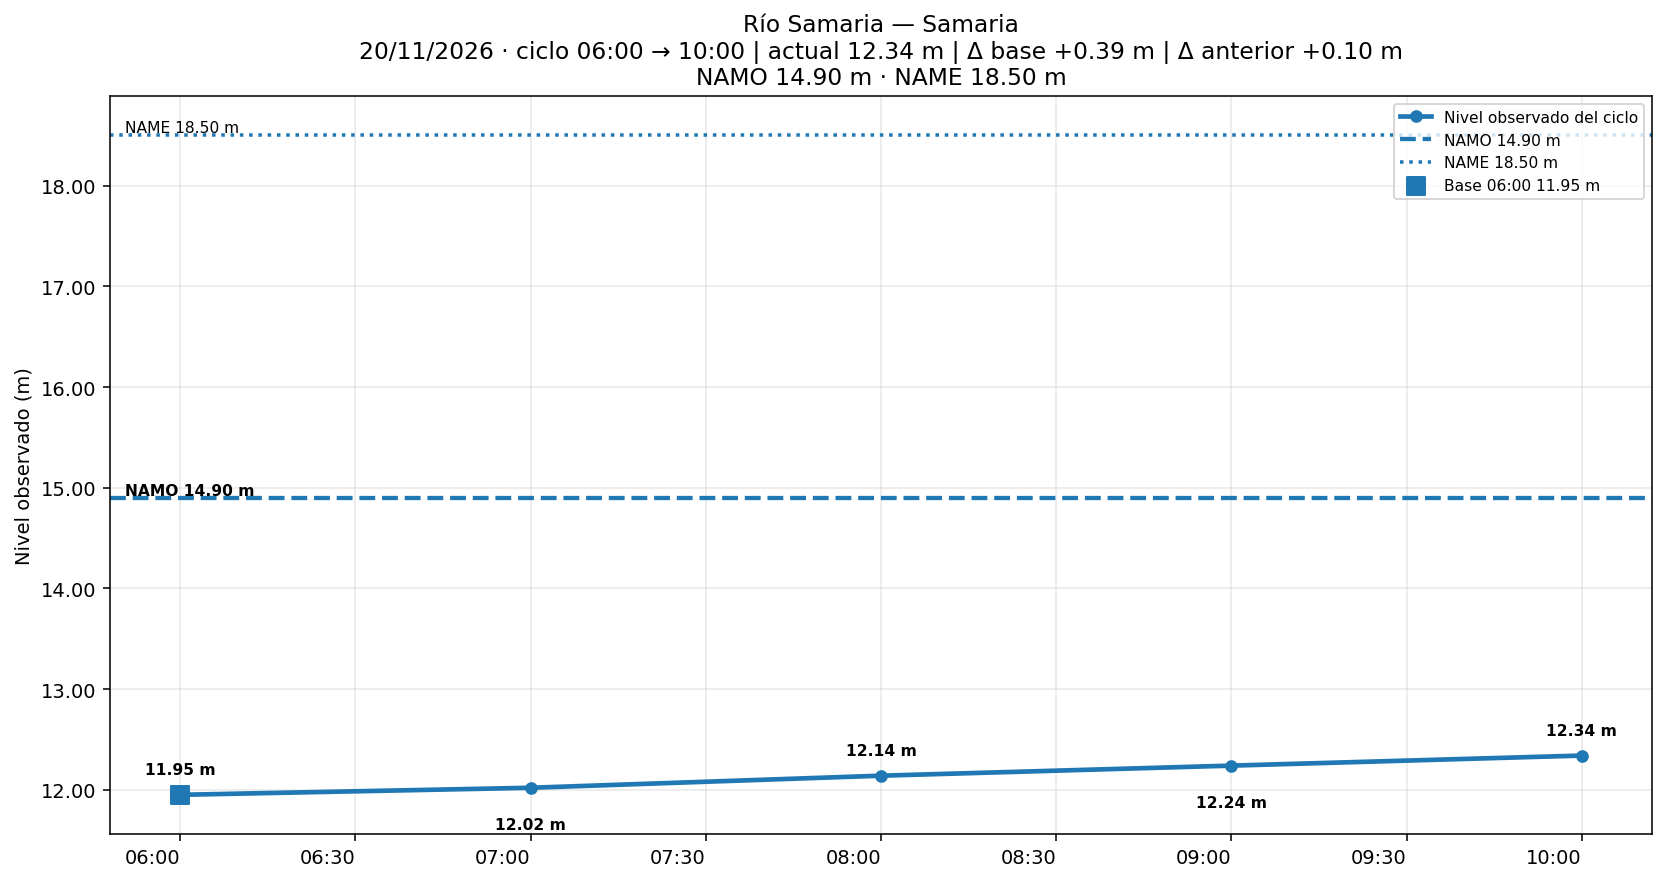 Río Samaria — Samaria
20/11/2026 · ciclo 06:00 → 10:00 | actual 12.34 m | Δ base +0.39 m | Δ anterior +0.10 m
NAMO 14.90 m · NAME 18.50 m
NAME 18.50 m
Nivel observado del ciclo
NAMO 14.90 m
NAME 18.50 m
Base 06:00 11.95 m
Nivel observado (m)
18.00
17.00
16.00
15.00
14.00
13.00
12.00
NAMO 14.90 m
11.95 m
12.02 m
12.14 m
12.24 m
12.34 m
06:00
06:30
07:00
07:30
08:00
08:30
09:00
09:30
10:00